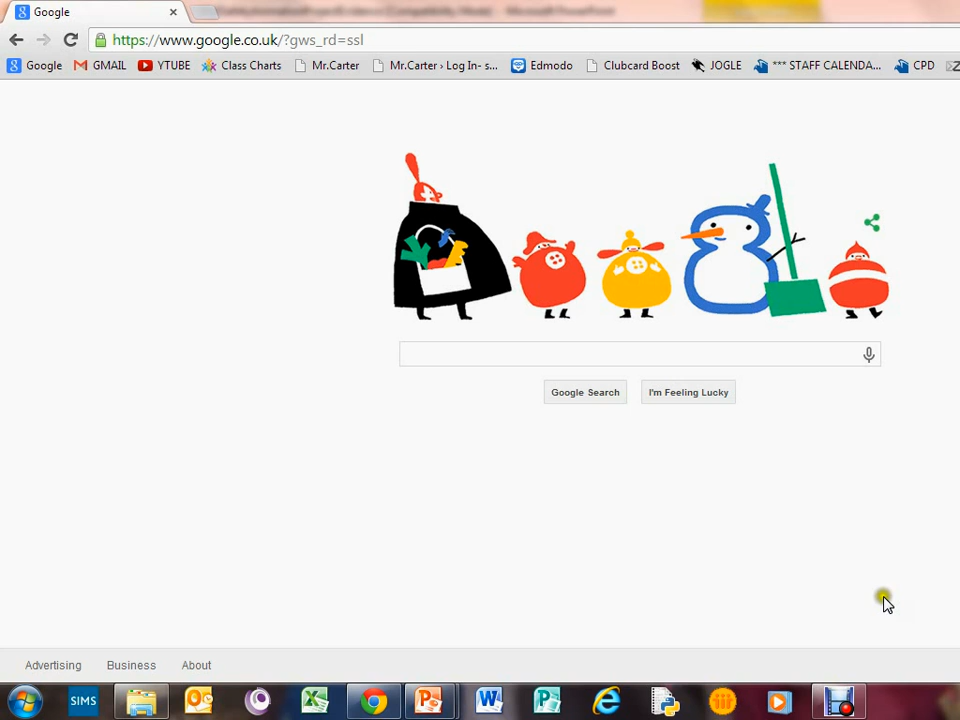 Google
https://www.google.co.uk/?gws_rd=ssl
Google GMAIL YTUBE Class Charts Mr.Carter Mr.Carter › Log In- s... Edmodo Clubcard Boost JOGLE *** STAFF CALENDA... CPD
Google Search I'm Feeling Lucky
Advertising Business About
SIMS